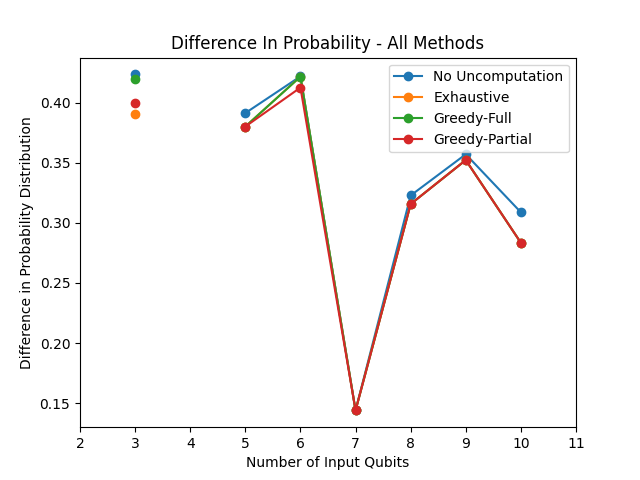 Difference In Probability - All Methods
No Uncomputation
Exhaustive
Greedy-Full
Greedy-Partial
Difference in Probability Distribution
0.40
0.35
0.30
0.25
0.20
0.15
2 3 4 5 6 7 8 9 10 11
Number of Input Qubits